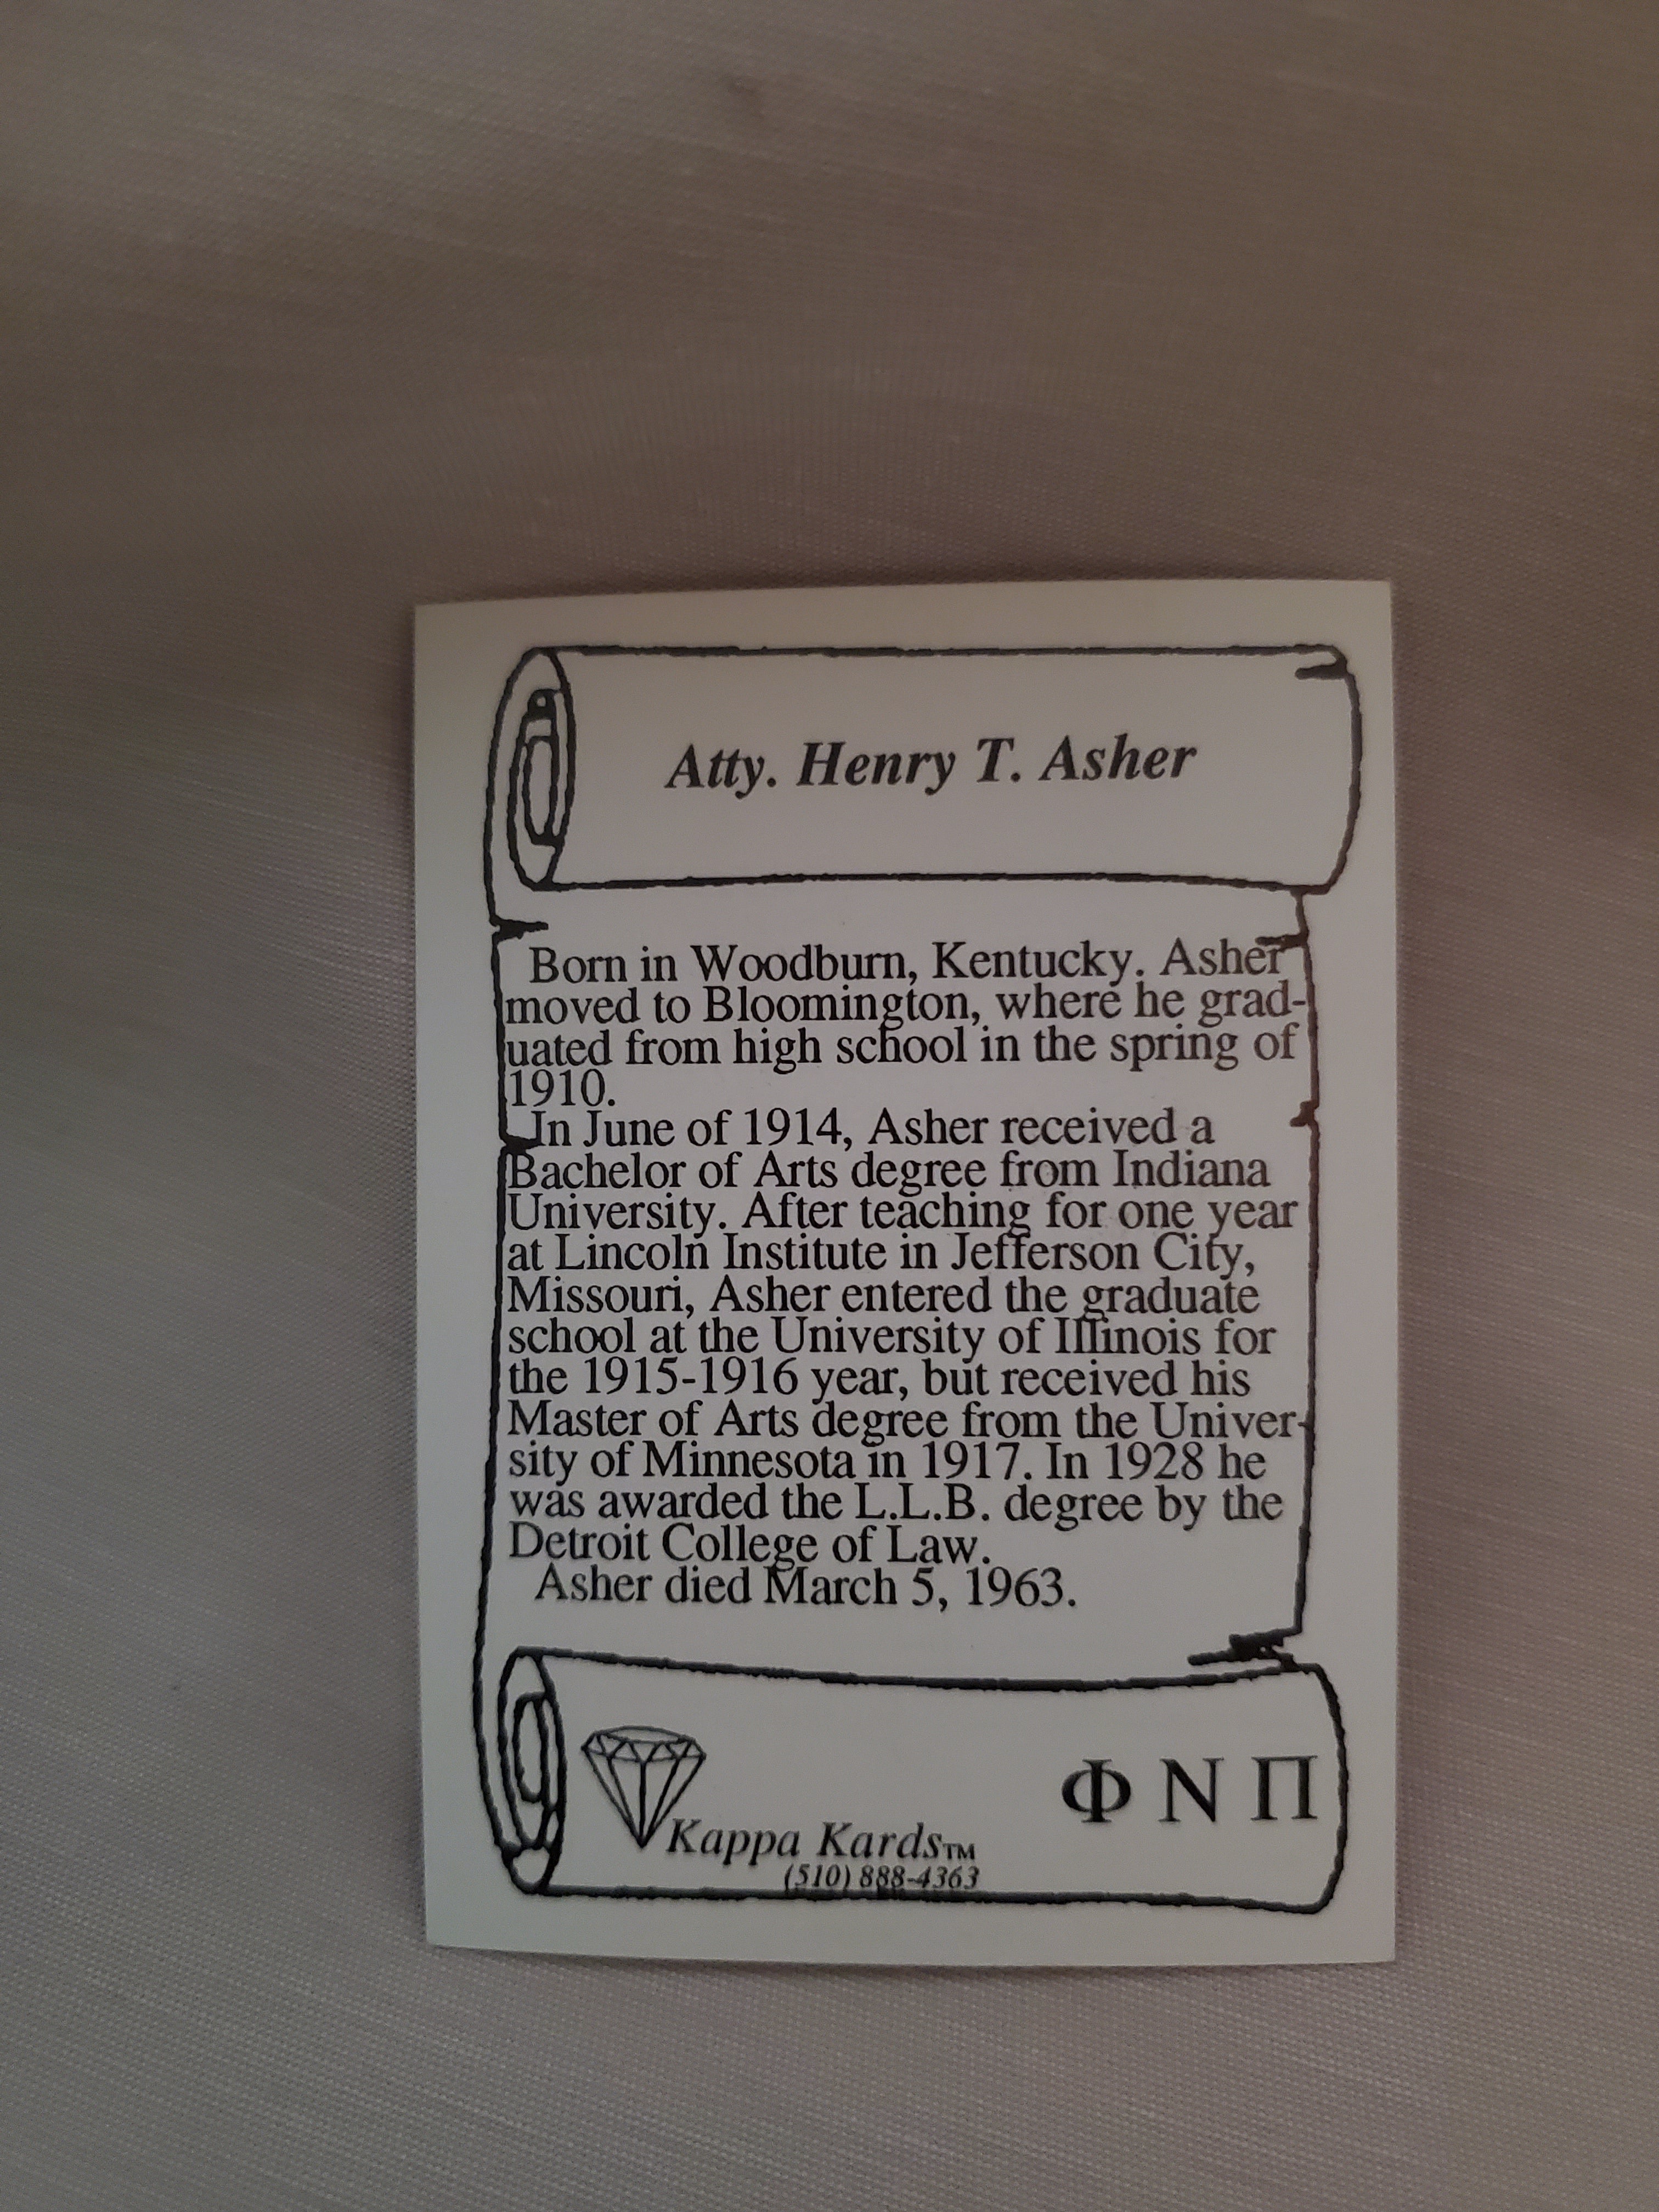 Atty. Henry T. Asher
Born in Woodburn, Kentucky. Asher
moved to Bloomington, where he grad-
uated from high school in the spring of
1910.
In June of 1914, Asher received a
Bachelor of Arts degree from Indiana
University. After teaching for one year
at Lincoln Institute in Jefferson City,
Missouri, Asher entered the graduate
school at the University of Illinois for
the 1915-1916 year, but received his
Master of Arts degree from the Univer-
sity of Minnesota in 1917. In 1928 he
was awarded the L.L.B. degree by the
Detroit College of Law.
Asher died March 5, 1963.
Φ Ν Π
Kappa Kards™
(510) 888-4363